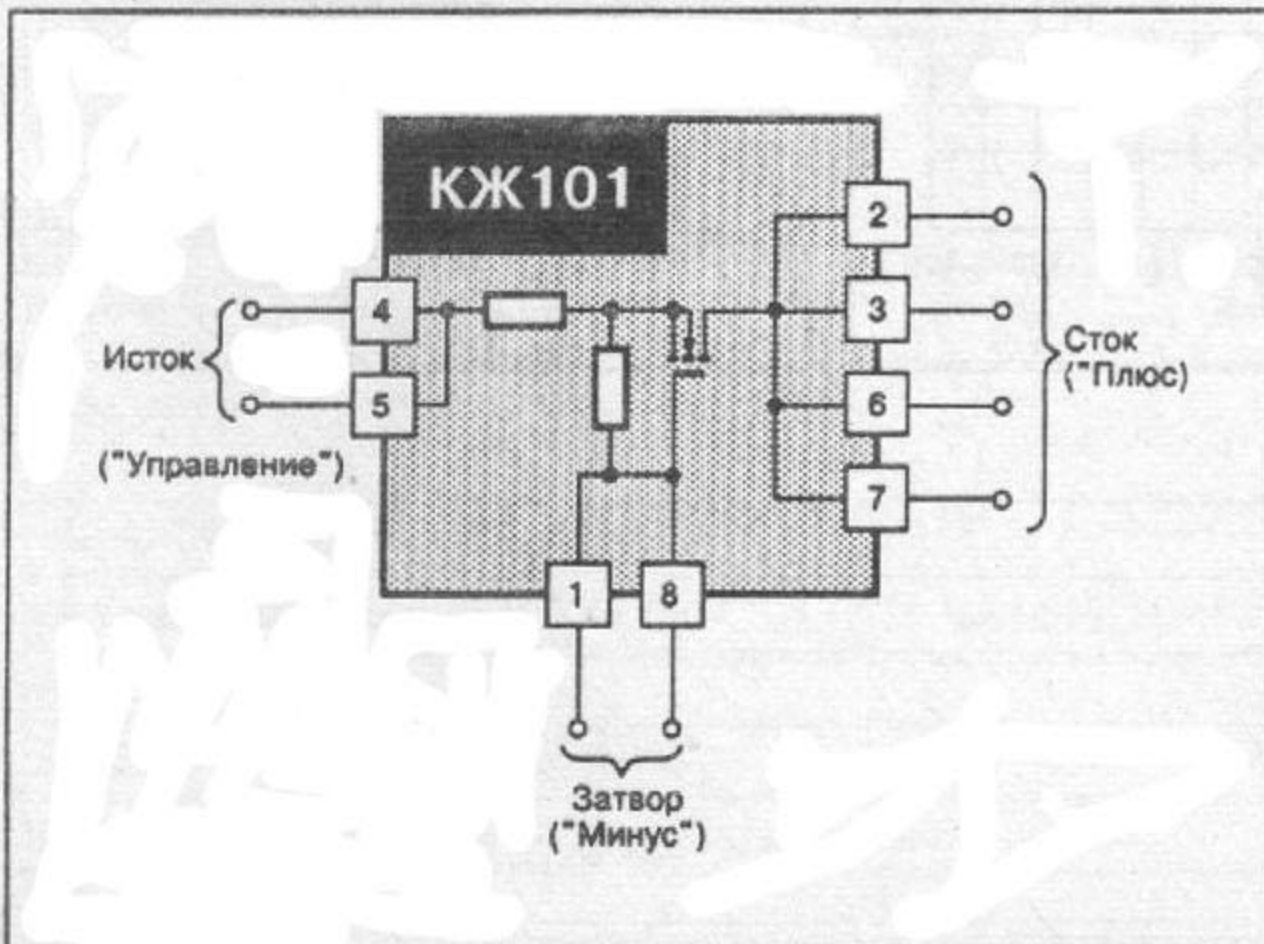 КЖ101
2
4
3
Исток
Сток
("Плюс)
5
6
("Управление")
7
1
8
Затвор
("Минус")